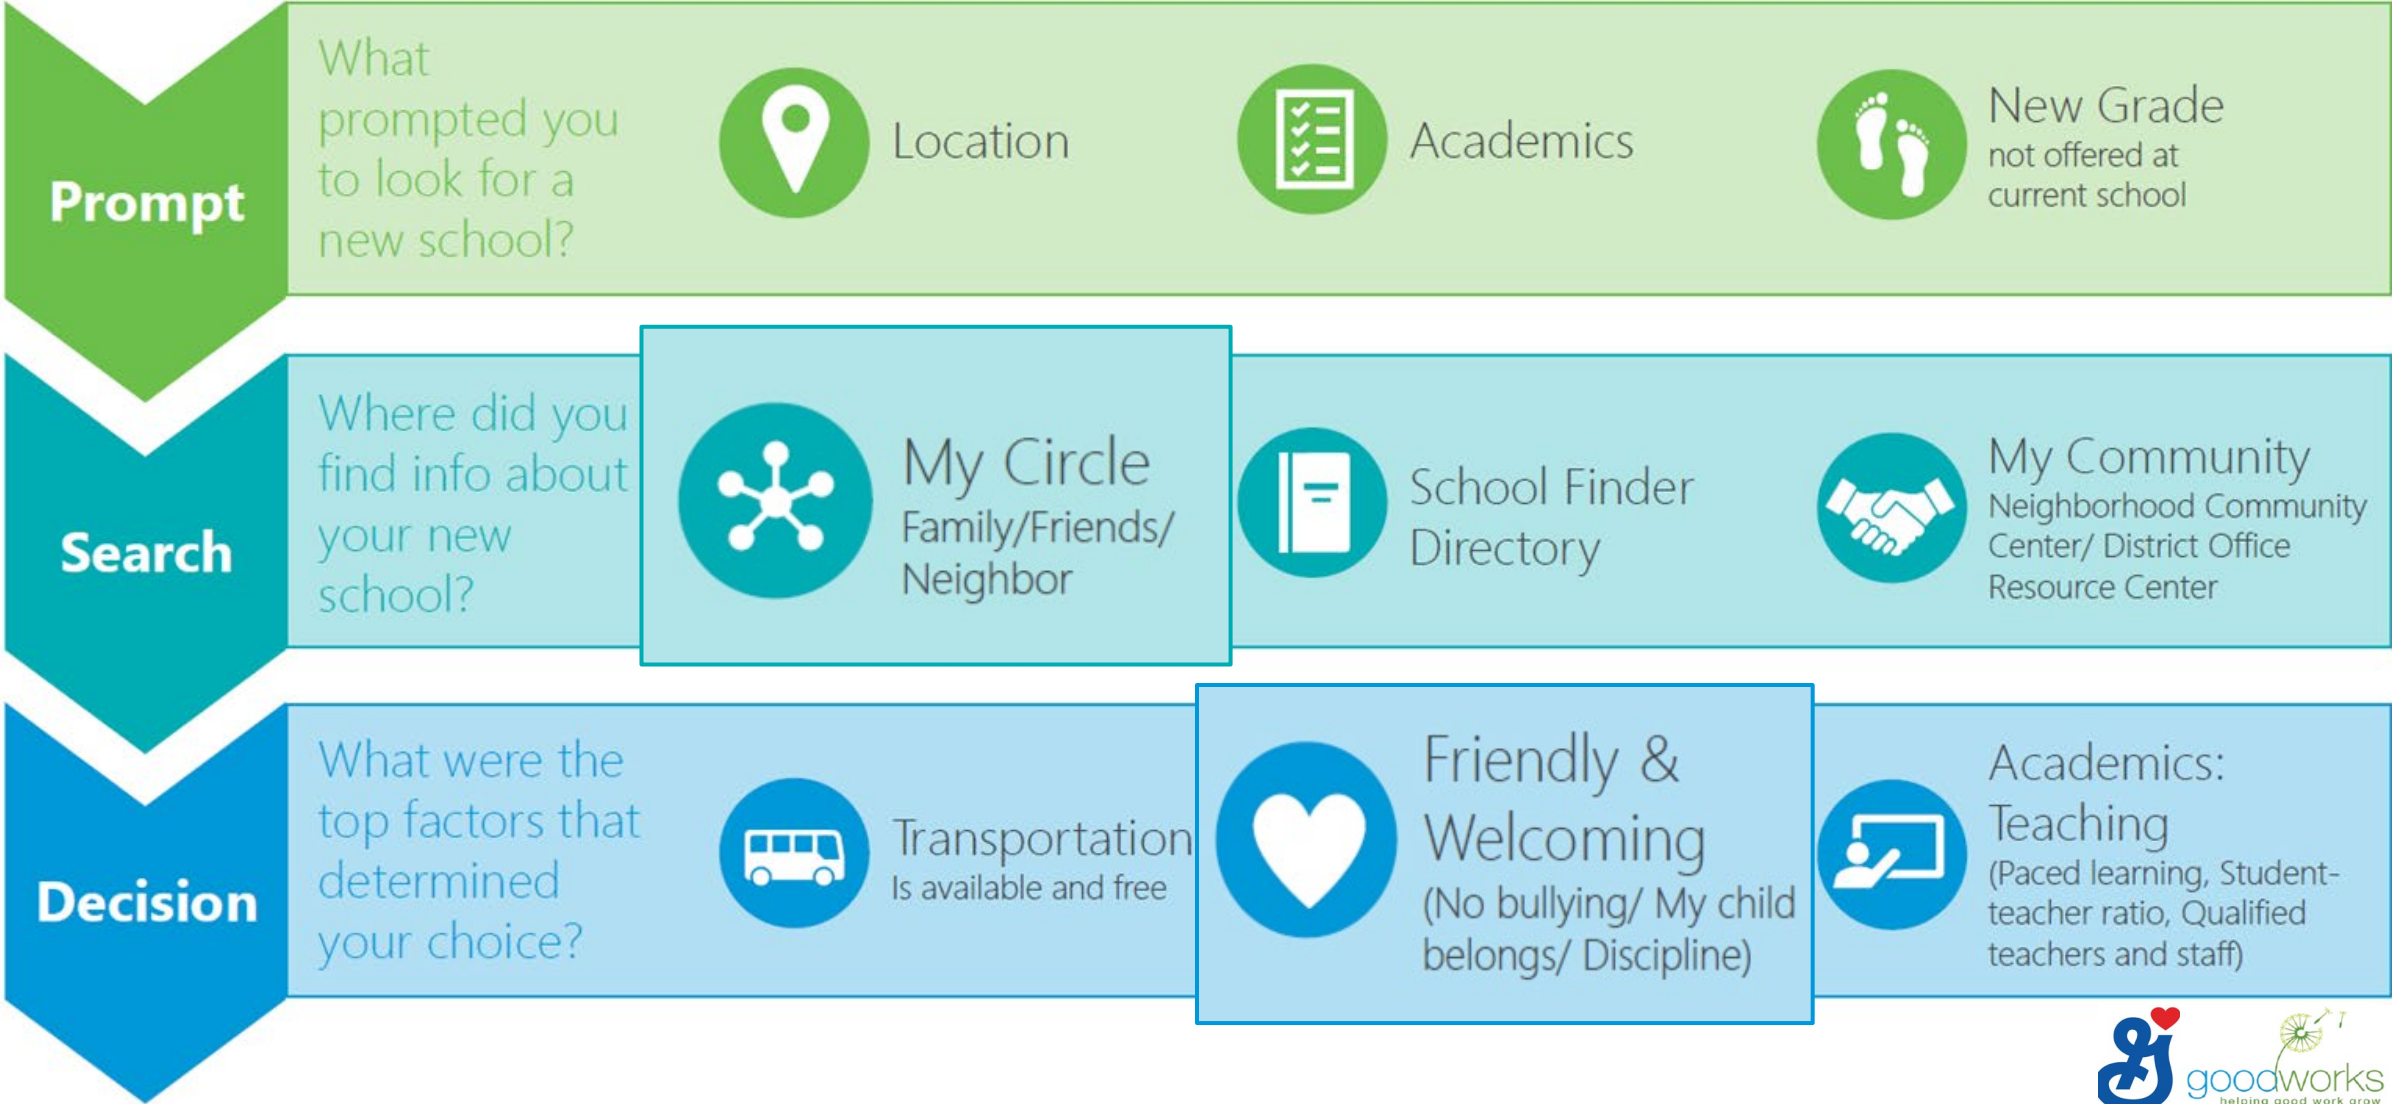 Prompt
What
prompted you
to look for a
new school?
Location
Academics
New Grade
not offered at
current school
Search
Where did you
find info about
your new
school?
My Circle
Family/Friends/
Neighbor
School Finder
Directory
My Community
Neighborhood Community
Center/ District Office
Resource Center
Decision
What were the
top factors that
determined
your choice?
Transportation
Is available and free
Friendly &
Welcoming
(No bullying/ My child
belongs/ Discipline)
Academics:
Teaching
(Paced learning, Student-
teacher ratio, Qualified
teachers and staff)
G
goodworks
helping good work grow